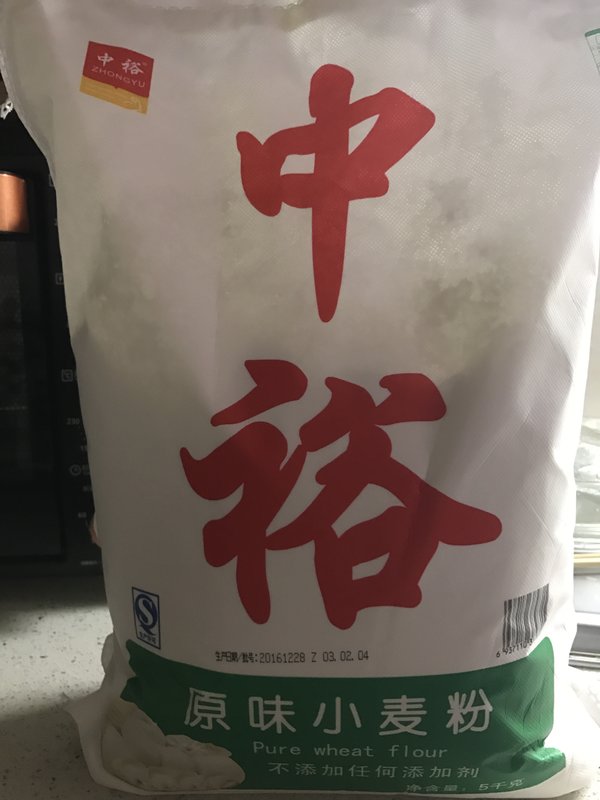 中裕
ZHONGYU
中
裕
生产日期/批号:20161228 Z 03.02.04
原味小麦粉
Pure wheat flour
不添加任何添加剂
净含量: 5千克